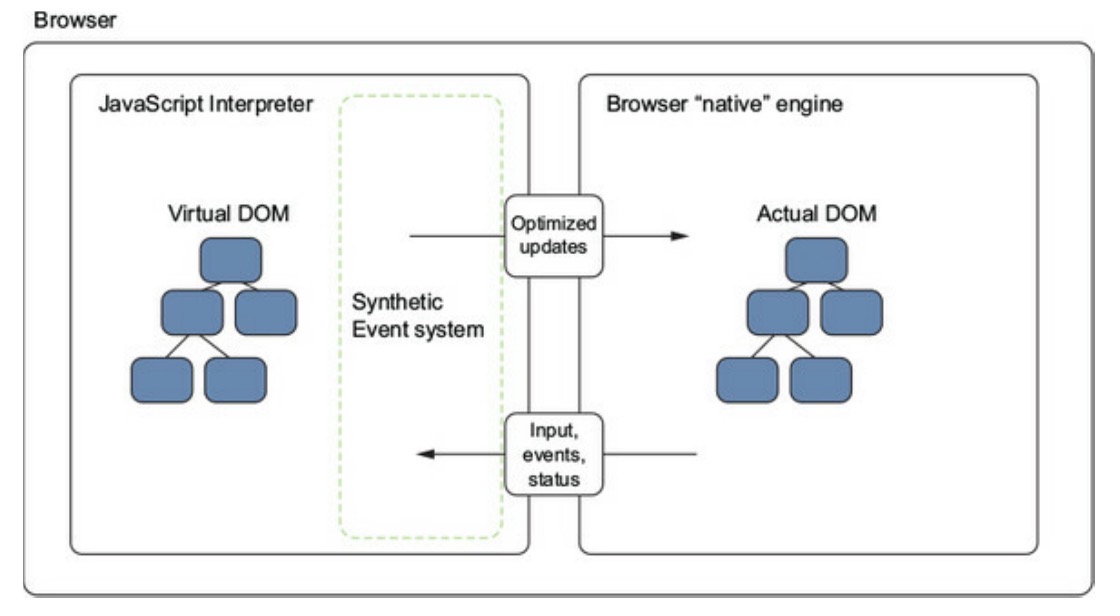 Browser
JavaScript Interpreter
Browser “native” engine
Virtual DOM
Optimized
updates
Actual DOM
Synthetic
Event system
Input,
events,
status